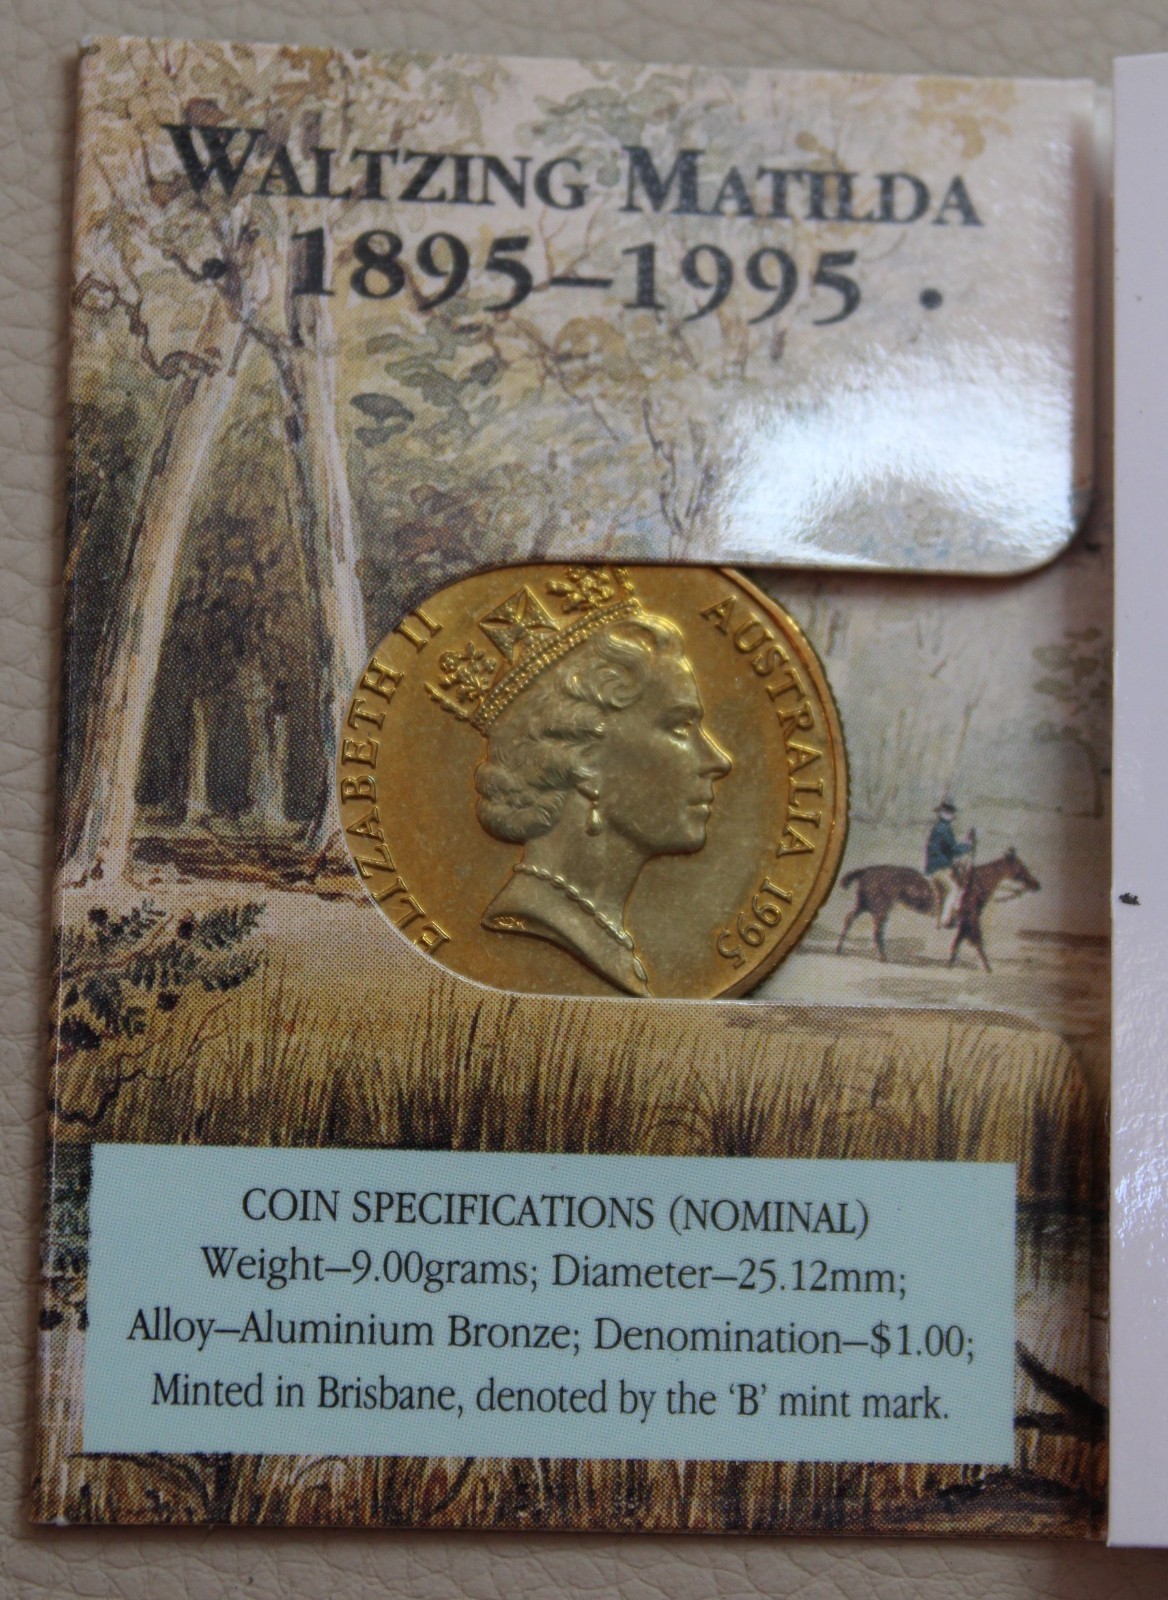 WALTZING MATILDA
• 1895–1995 •
ELIZABETH II
AUSTRALIA 1995
COIN SPECIFICATIONS (NOMINAL)
Weight–9.00grams; Diameter–25.12mm;
Alloy–Aluminium Bronze; Denomination–$1.00;
Minted in Brisbane, denoted by the ‘B’ mint mark.